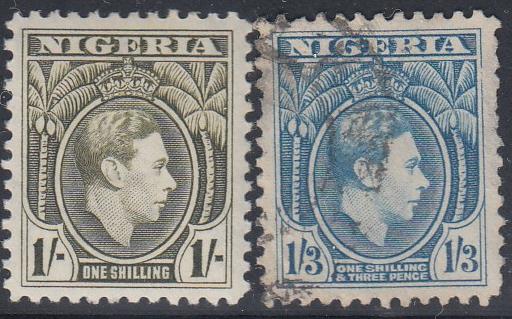 NIGERIA
1/- ONE SHILLING 1/-
NIGERIA
1/3 ONE SHILLING & THREE PENCE 1/3